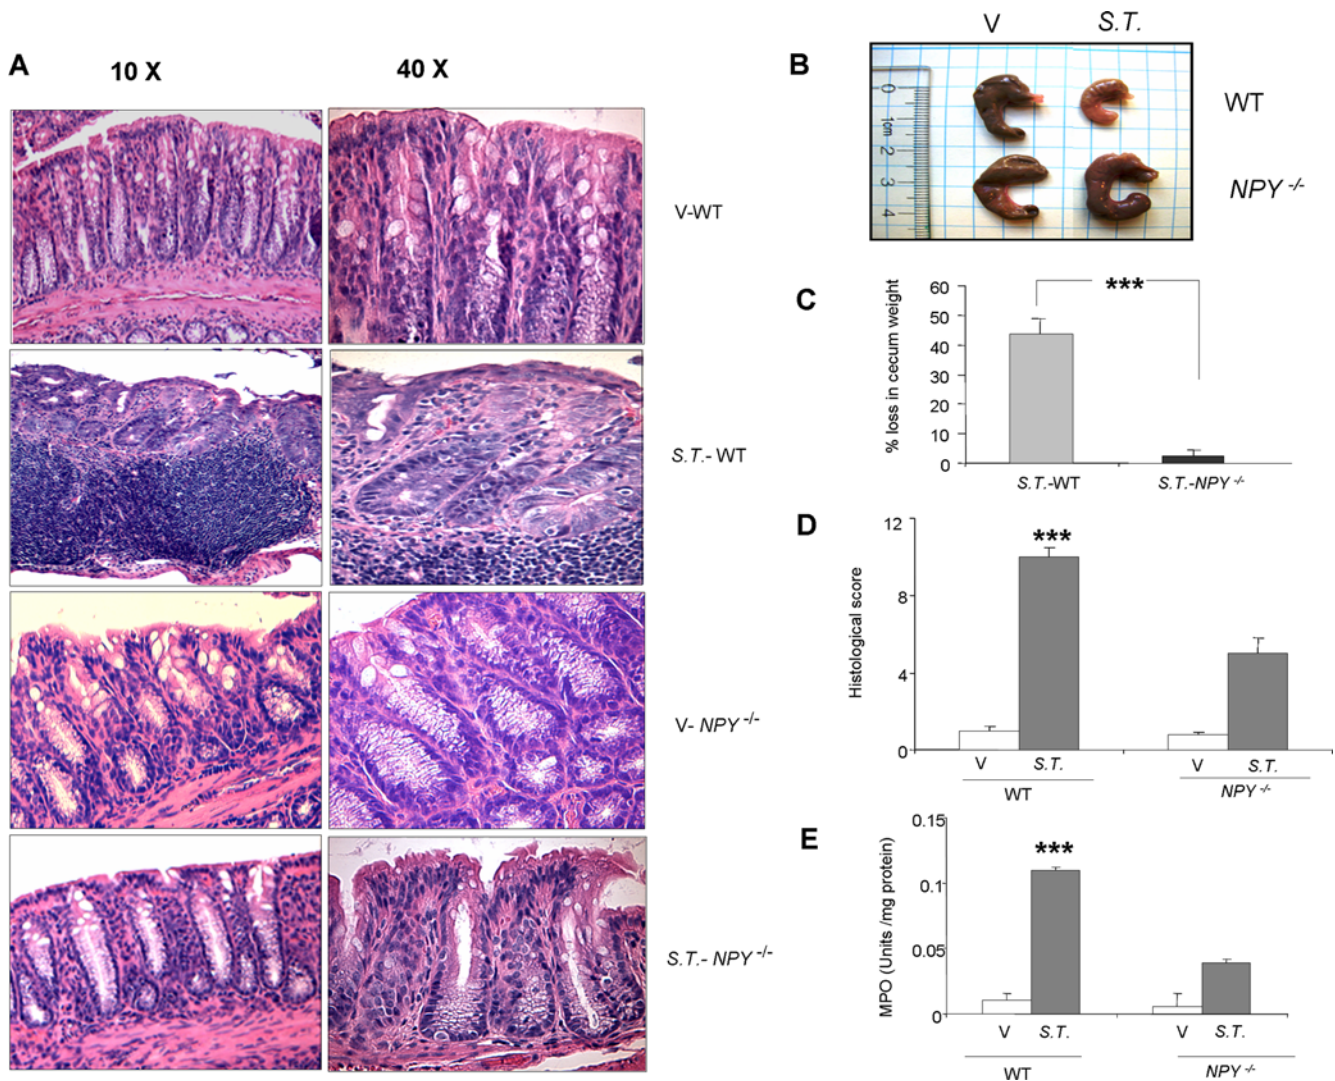 A
10 X
40 X
V-WT
S.T.- WT
V- NPY -/-
S.T.- NPY -/-
B
V
S.T.
0
1cm
2
3
4
WT
NPY -/-
C
***
% loss in cecum weight
60
50
40
30
20
10
0
S.T.-WT
S.T.-NPY -/-
D
***
Histological score
12
8
4
0
V
S.T.
V
S.T.
WT
NPY -/-
E
***
MPO (Units /mg protein)
0.15
0.1
0.05
0
V
S.T.
V
S.T.
WT
NPY -/-